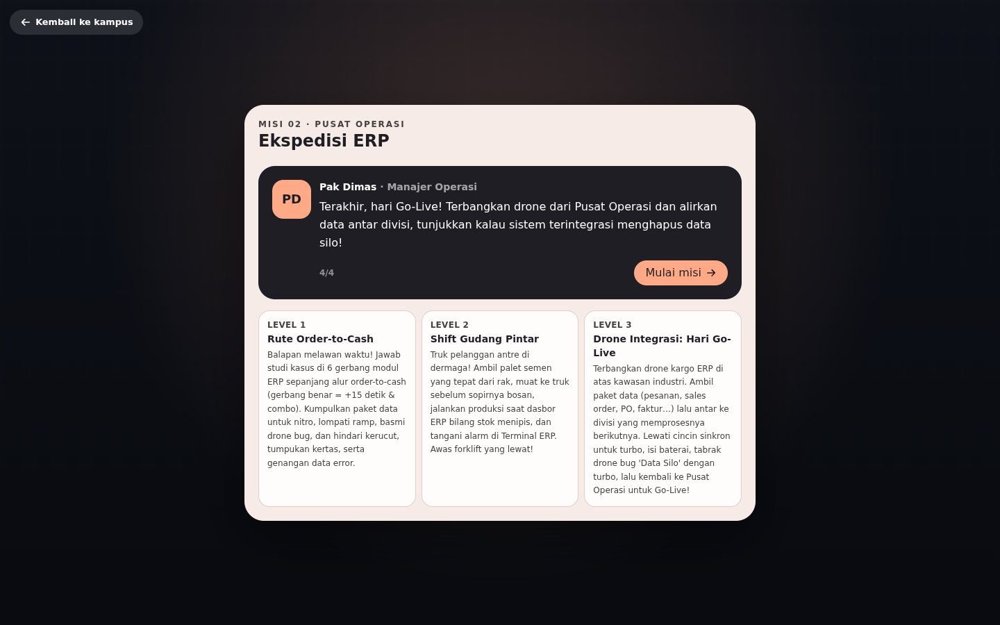 ← Kembali ke kampus
MISI 02 · PUSAT OPERASI
Ekspedisi ERP
PD
Pak Dimas · Manajer Operasi
Terakhir, hari Go-Live! Terbangkan drone dari Pusat Operasi dan alirkan
data antar divisi, tunjukkan kalau sistem terintegrasi menghapus data
silo!
4/4
Mulai misi →
LEVEL 1
Rute Order-to-Cash
Balapan melawan waktu! Jawab
studi kasus di 6 gerbang modul
ERP sepanjang alur order-to-cash
(gerbang benar = +15 detik &
combo). Kumpulkan paket data
untuk nitro, lompati ramp, basmi
drone bug, dan hindari kerucut,
tumpukan kertas, serta
genangan data error.
LEVEL 2
Shift Gudang Pintar
Truk pelanggan antre di
dermaga! Ambil palet semen
yang tepat dari rak, muat ke truk
sebelum sopirnya bosan,
jalankan produksi saat dasbor
ERP bilang stok menipis, dan
tangani alarm di Terminal ERP.
Awas forklift yang lewat!
LEVEL 3
Drone Integrasi: Hari Go-
Live
Terbangkan drone kargo ERP di
atas kawasan industri. Ambil
paket data (pesanan, sales
order, PO, faktur…) lalu antar ke
divisi yang memprosesnya
berikutnya. Lewati cincin sinkron
untuk turbo, isi baterai, tabrak
drone bug 'Data Silo' dengan
turbo, lalu kembali ke Pusat
Operasi untuk Go-Live!